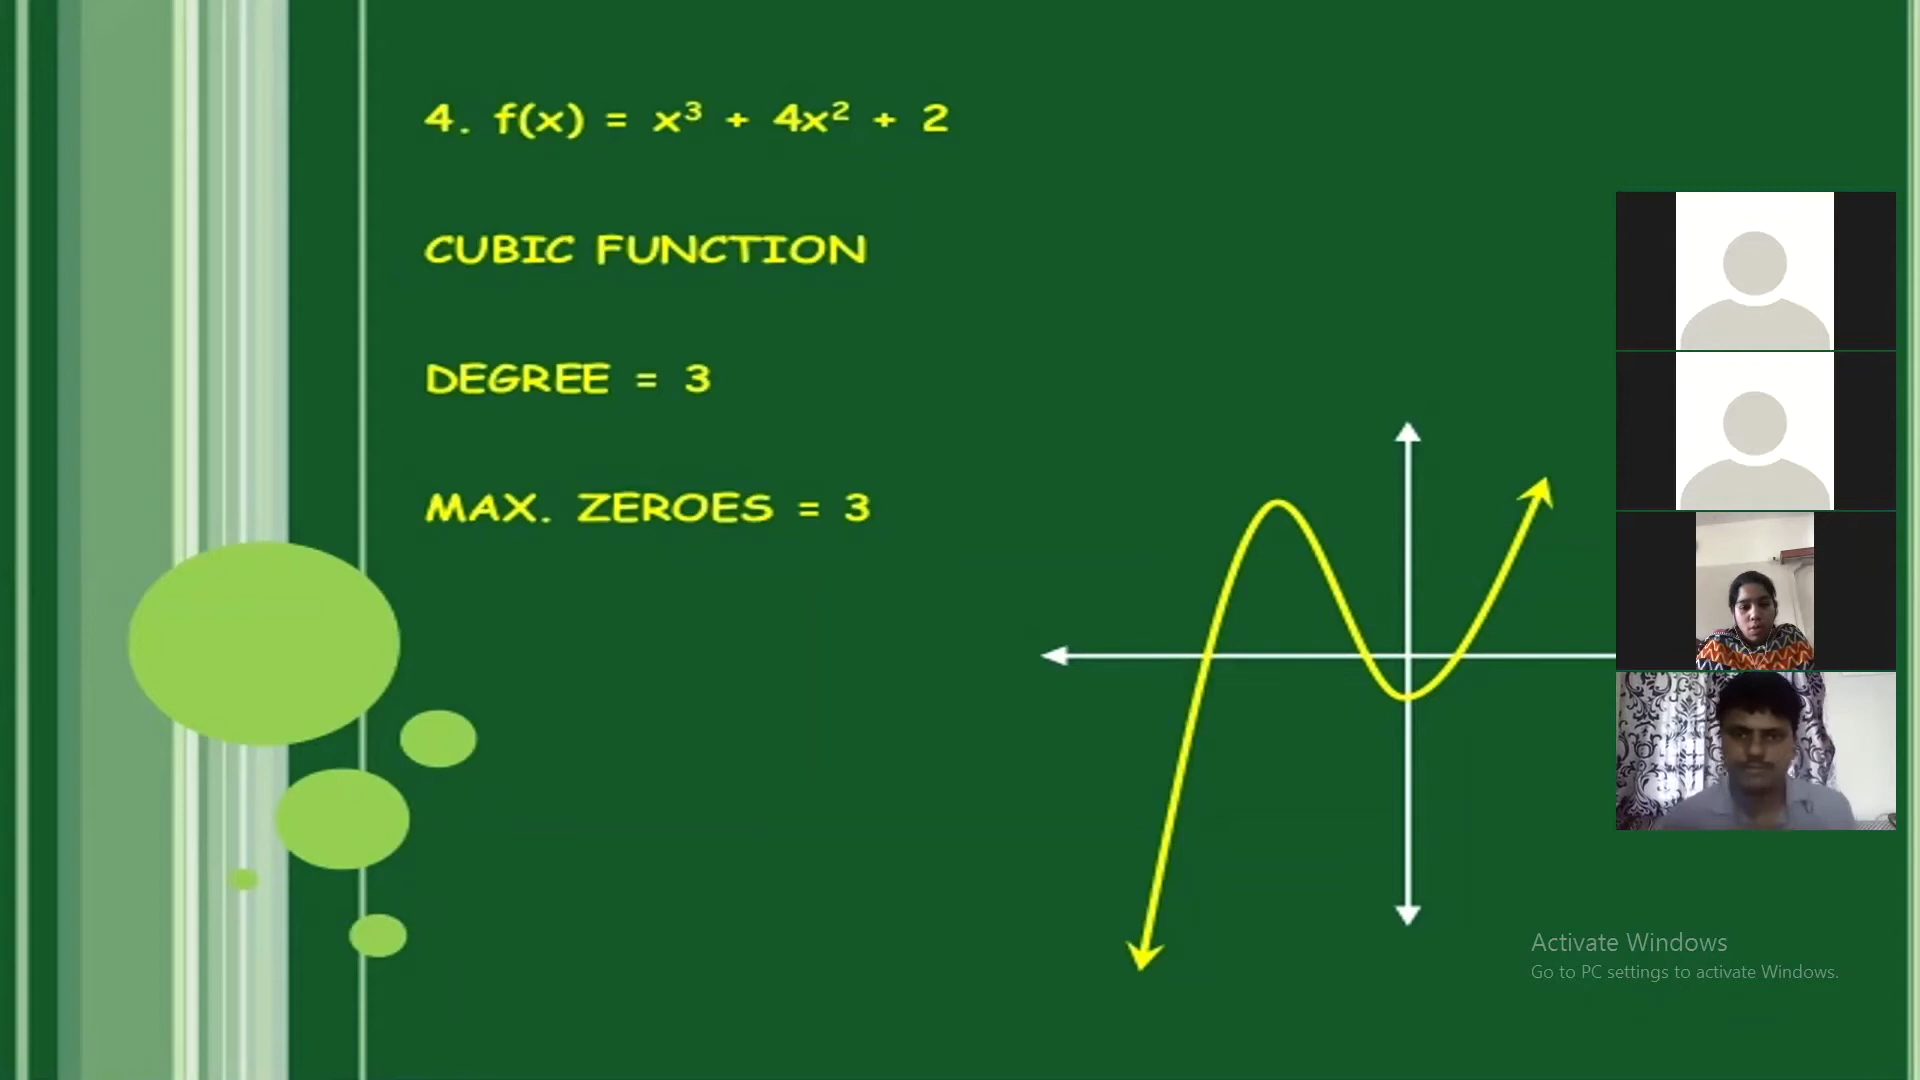 4. f(x) = x³ + 4x² + 2
CUBIC FUNCTION
DEGREE = 3
MAX. ZEROES = 3
Activate Windows
Go to PC settings to activate Windows.